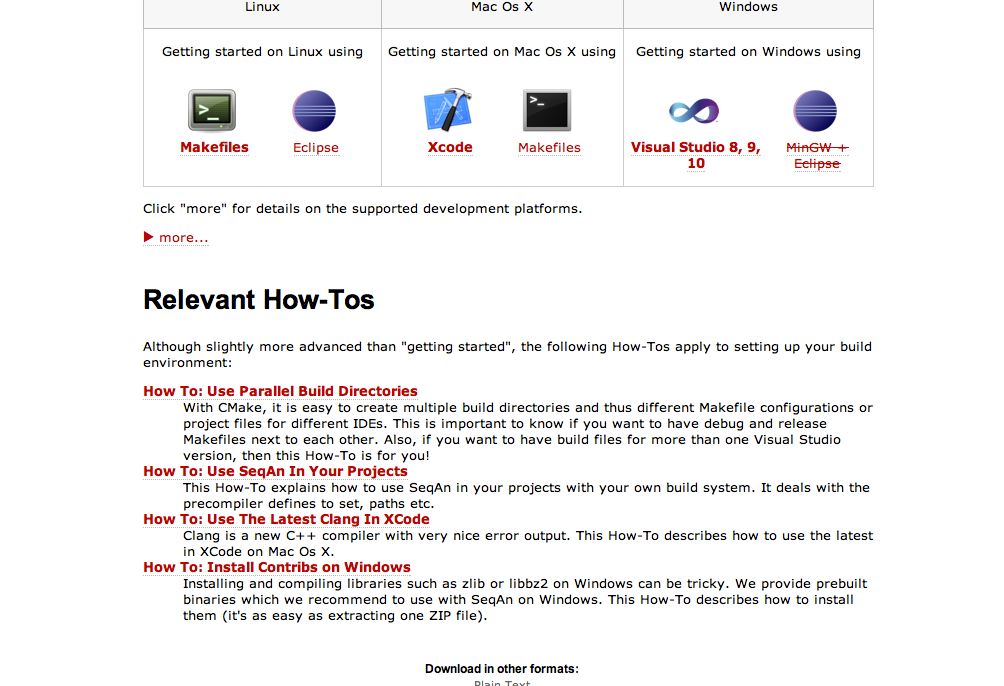 Linux Mac Os X Windows
Getting started on Linux using Getting started on Mac Os X using Getting started on Windows using
>_ >_
Makefiles Eclipse Xcode Makefiles Visual Studio 8, 9, MinGW +
10 Eclipse
Click "more" for details on the supported development platforms.
more...
Relevant How-Tos
Although slightly more advanced than "getting started", the following How-Tos apply to setting up your build
environment:
How To: Use Parallel Build Directories
With CMake, it is easy to create multiple build directories and thus different Makefile configurations or
project files for different IDEs. This is important to know if you want to have debug and release
Makefiles next to each other. Also, if you want to have build files for more than one Visual Studio
version, then this How-To is for you!
How To: Use SeqAn In Your Projects
This How-To explains how to use SeqAn in your projects with your own build system. It deals with the
precompiler defines to set, paths etc.
How To: Use The Latest Clang In XCode
Clang is a new C++ compiler with very nice error output. This How-To describes how to use the latest
in XCode on Mac Os X.
How To: Install Contribs on Windows
Installing and compiling libraries such as zlib or libbz2 on Windows can be tricky. We provide prebuilt
binaries which we recommend to use with SeqAn on Windows. This How-To describes how to install
them (it's as easy as extracting one ZIP file).
Download in other formats:
Plain Text